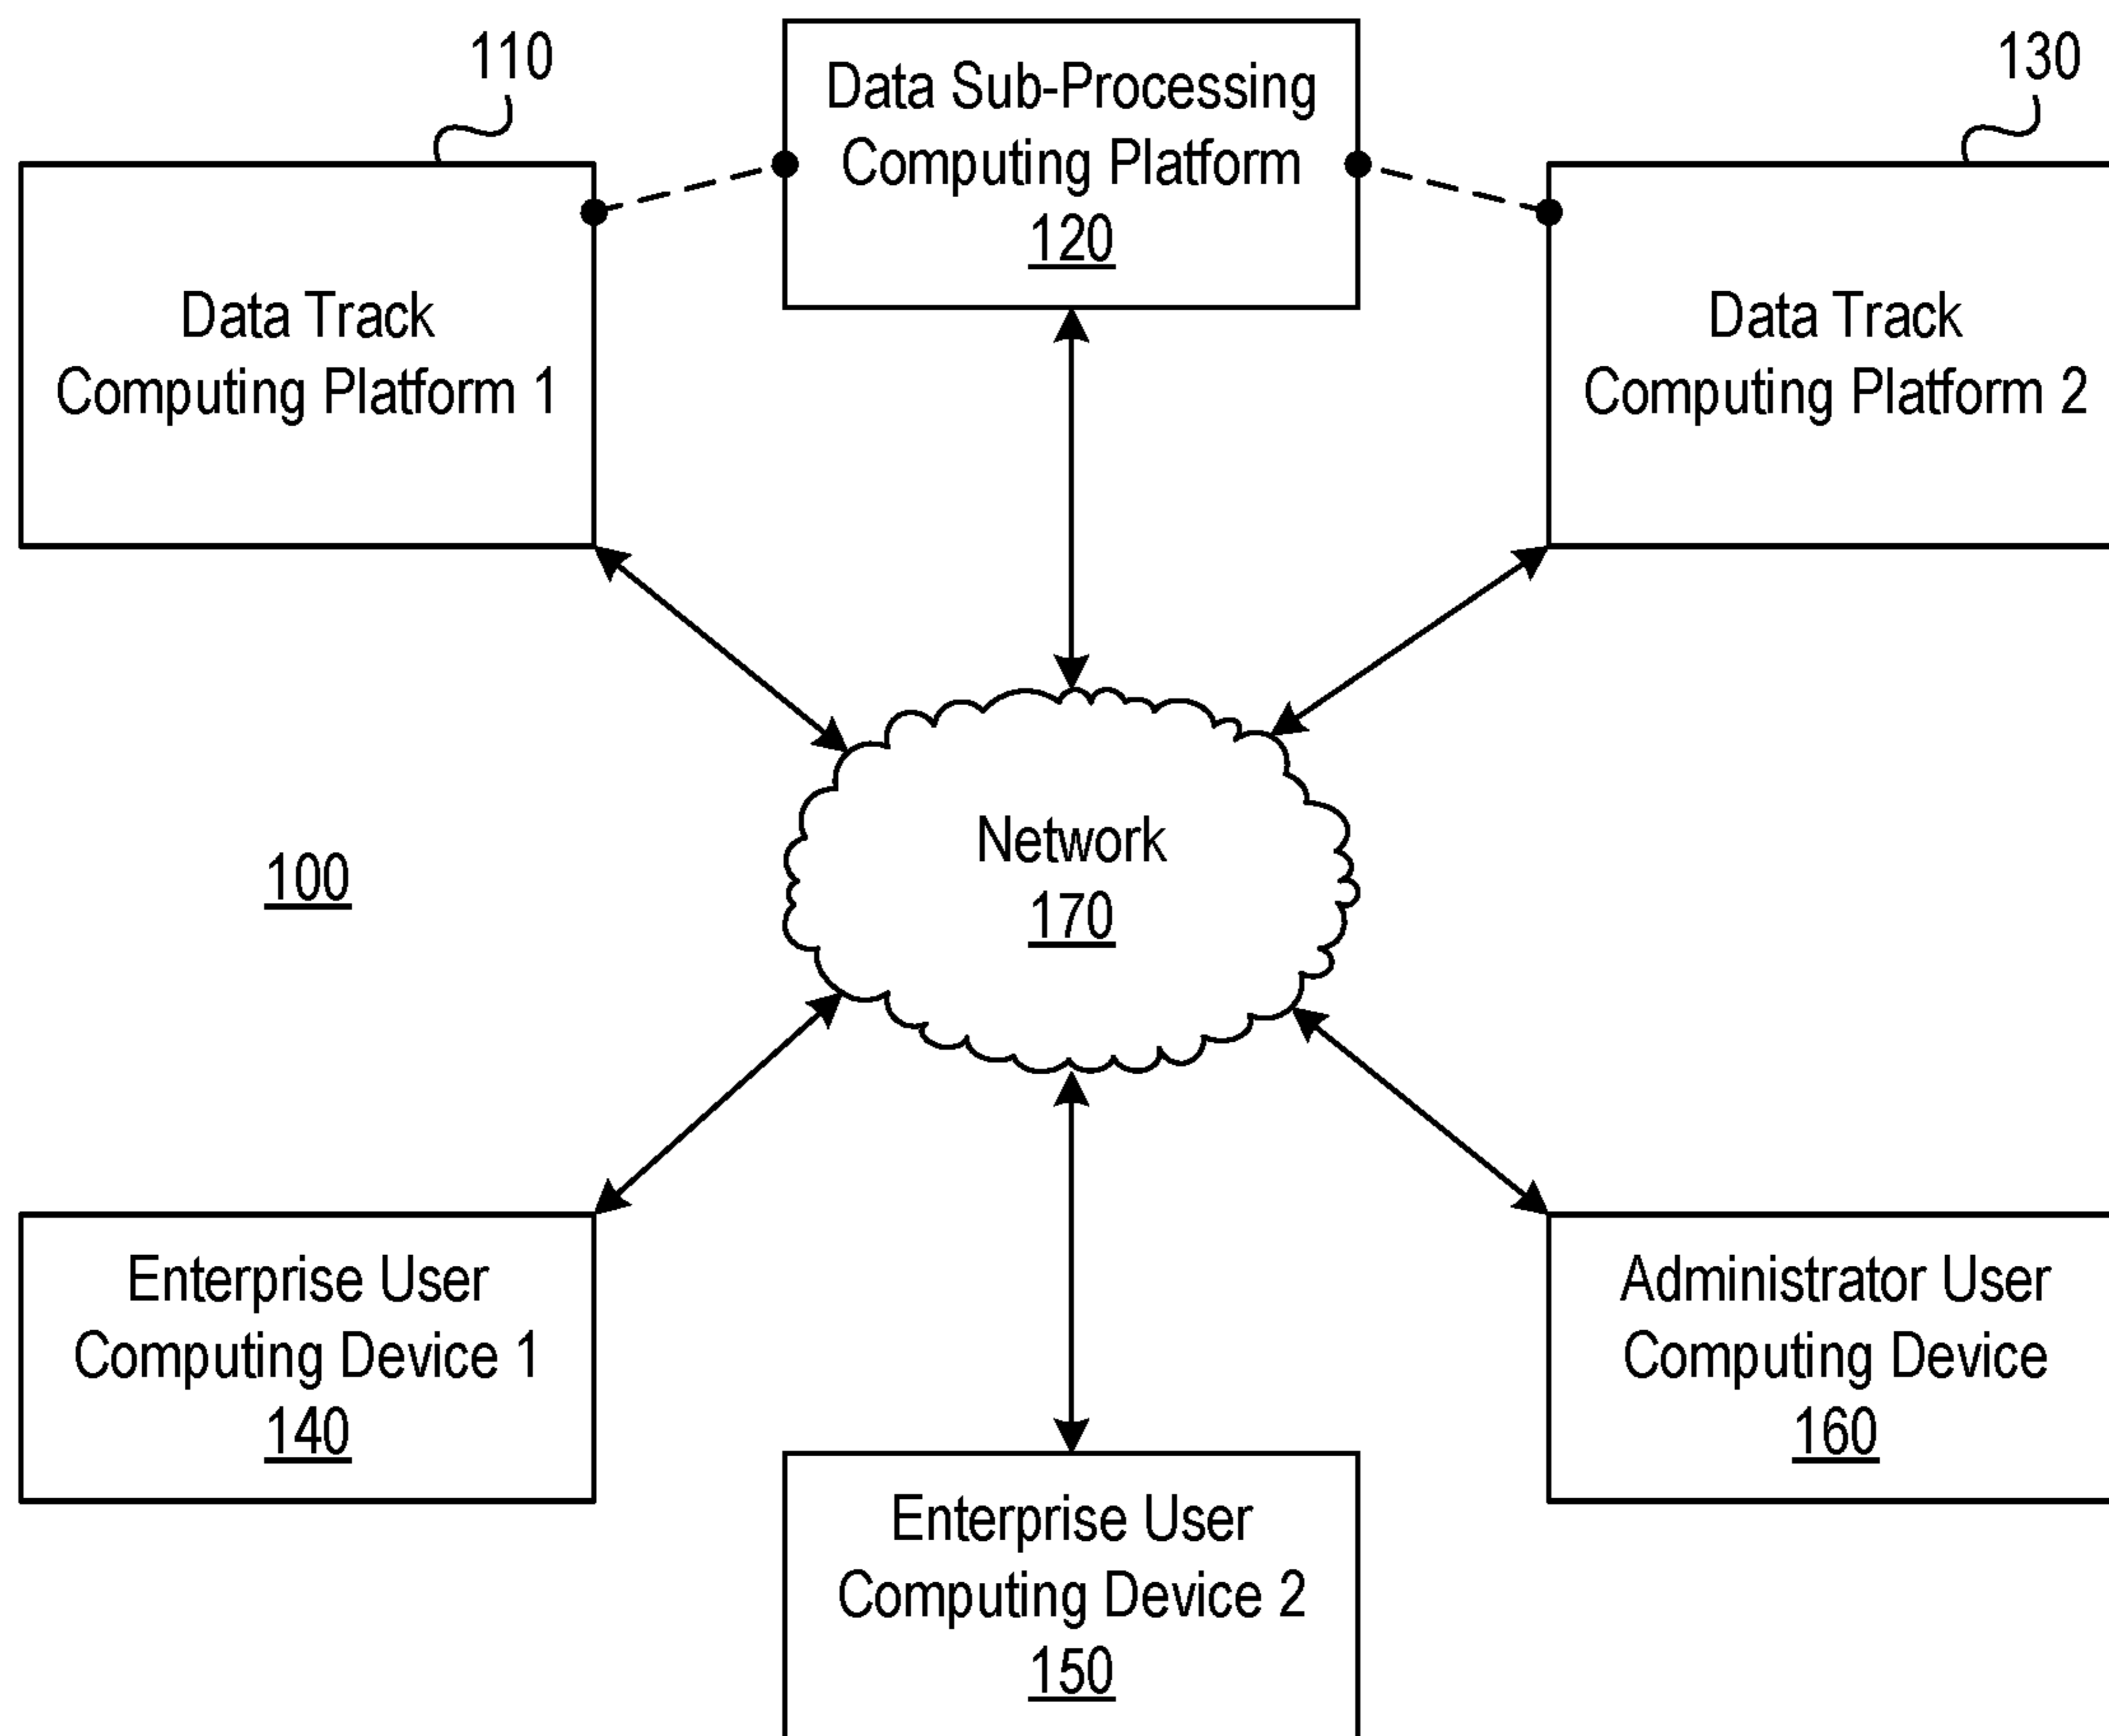 110
Data Sub-Processing
Computing Platform
120
130
Data Track
Computing Platform 1
Data Track
Computing Platform 2
100
Network
170
Enterprise User
Computing Device 1
140
Enterprise User
Computing Device 2
150
Administrator User
Computing Device
160